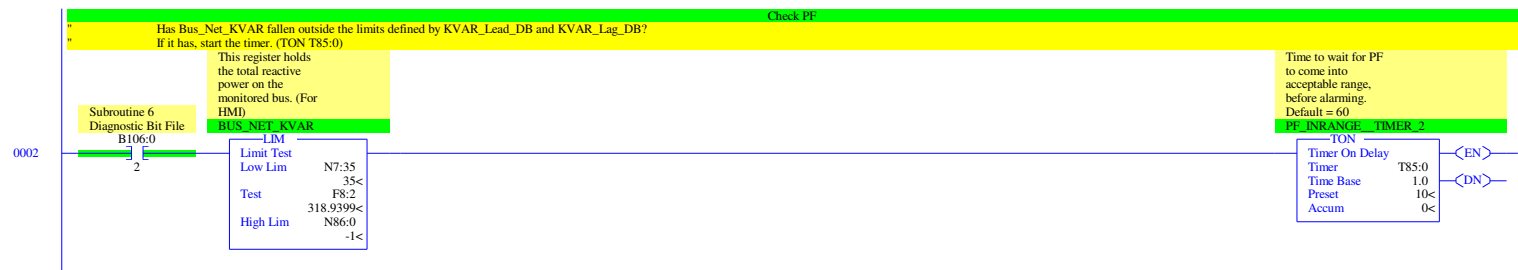 Check PF
" Has Bus_Net_KVAR fallen outside the limits defined by KVAR_Lead_DB and KVAR_Lag_DB?
" If it has, start the timer. (TON T85:0)
This register holds
the total reactive
power on the
monitored bus. (For
HMI)
BUS_NET_KVAR
Time to wait for PF
to come into
acceptable range,
before alarming.
Default = 60
PF_INRANGE__TIMER_2
Subroutine 6
Diagnostic Bit File
B106:0
2
0002
LIM
Limit Test
Low Lim N7:35
35<
Test F8:2
318.9399<
High Lim N86:0
-1<
TON
Timer On Delay
Timer T85:0
Time Base 1.0
Preset 10<
Accum 0<
EN
DN